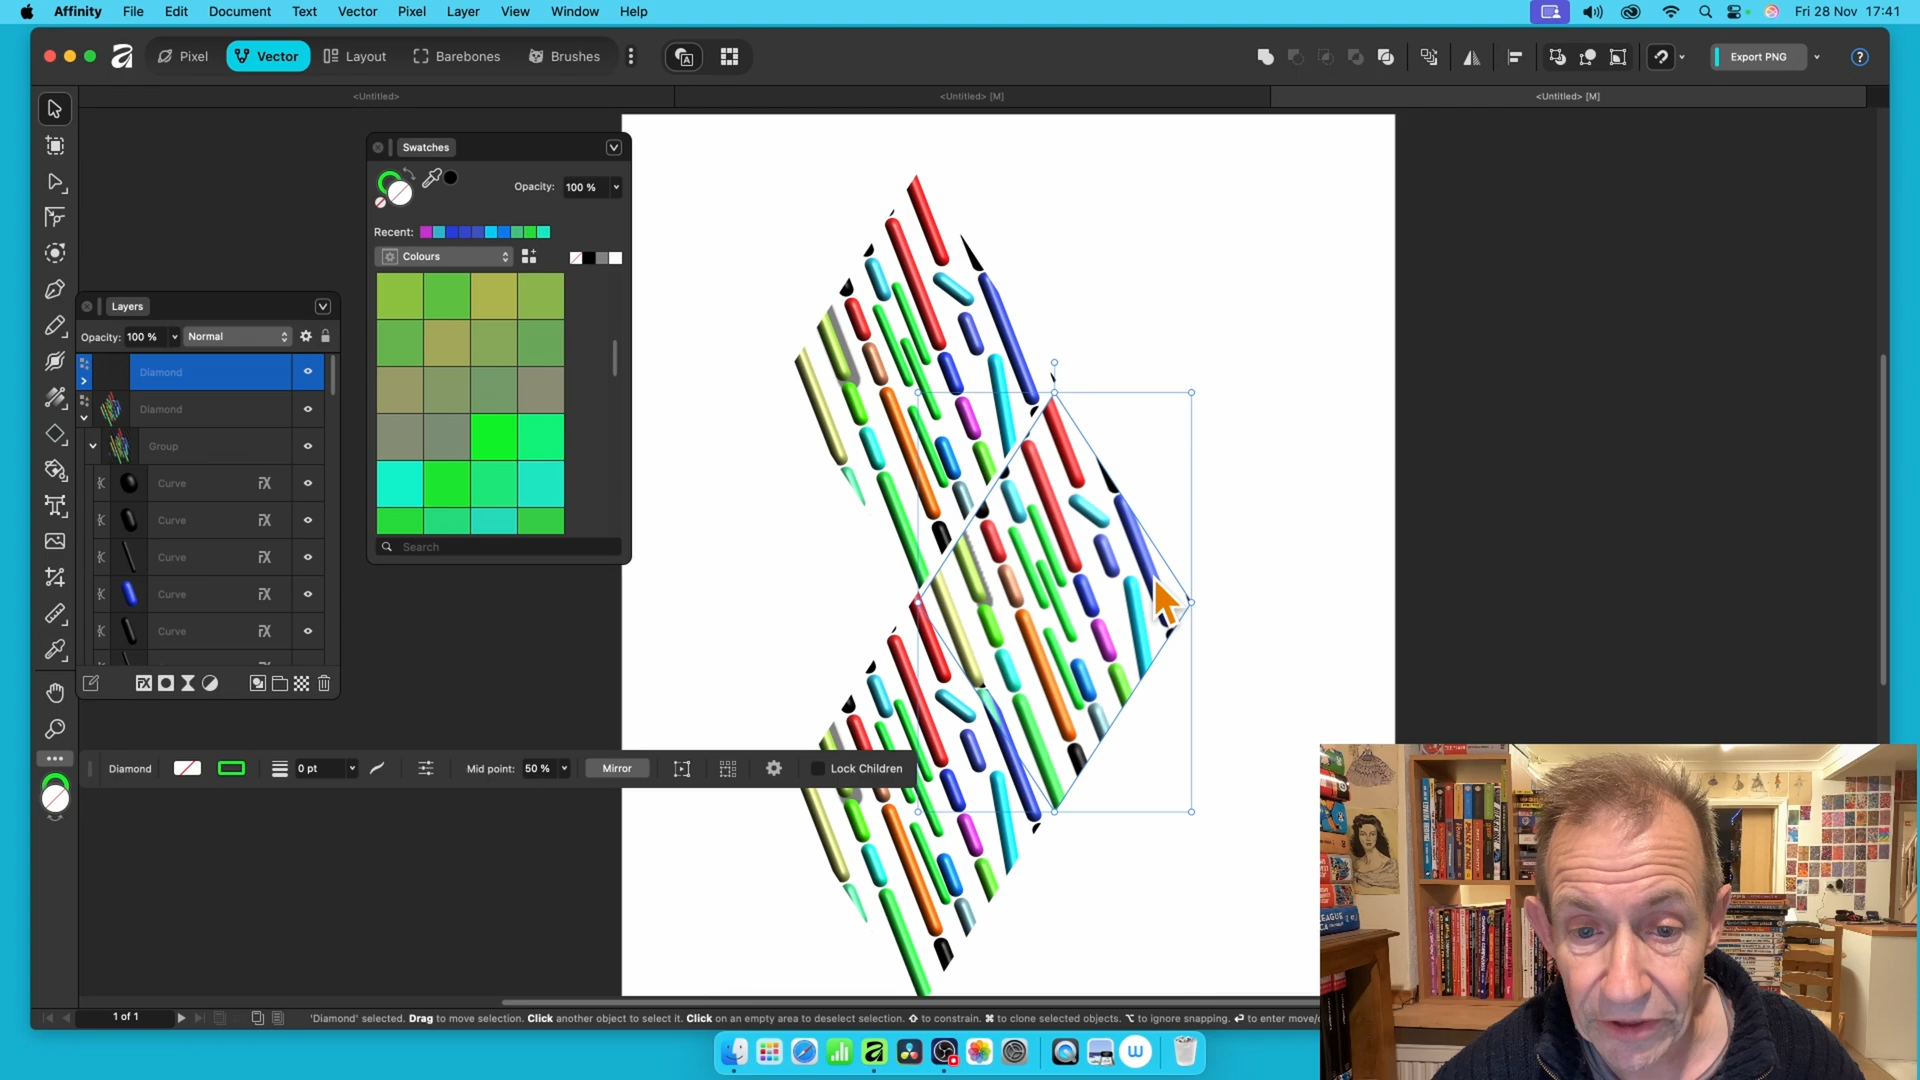 Affinity File Edit Document Text Vector Pixel Layer View Window Help Fri 28 Nov 17:41
Pixel Vector Layout Barebones Brushes Export PNG ?
<Untitled> <Untitled> [M] <Untitled> [M]
Swatches
Opacity: 100 %
Recent:
Colours
Search
Layers
Opacity: 100 % Normal
Diamond
Diamond
Group
Curve
Curve
Curve
Curve
Curve
Diamond 0 pt Mid point: 50 % Mirror Lock Children
1 of 1 'Diamond' selected. Drag to move selection. Click another object to select it. Click on an empty area to deselect selection. ⇧ to constrain. ⌘ to clone selected objects. ⌥ to ignore snapping. ⏎ to enter move/